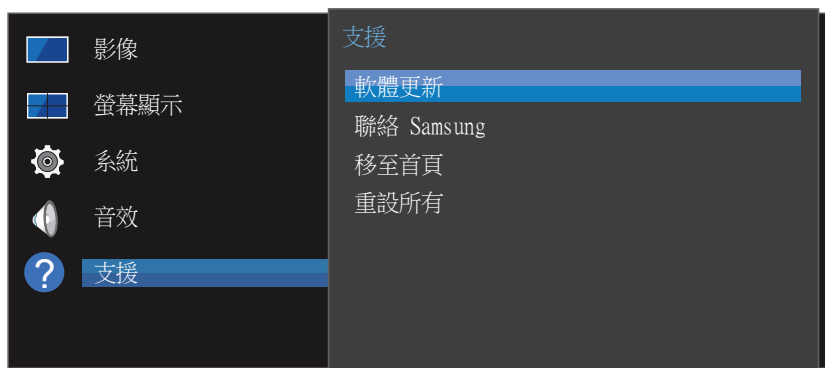 影像
螢幕顯示
系統
音效
?
支援
支援
軟體更新
聯絡 Samsung
移至首頁
重設所有